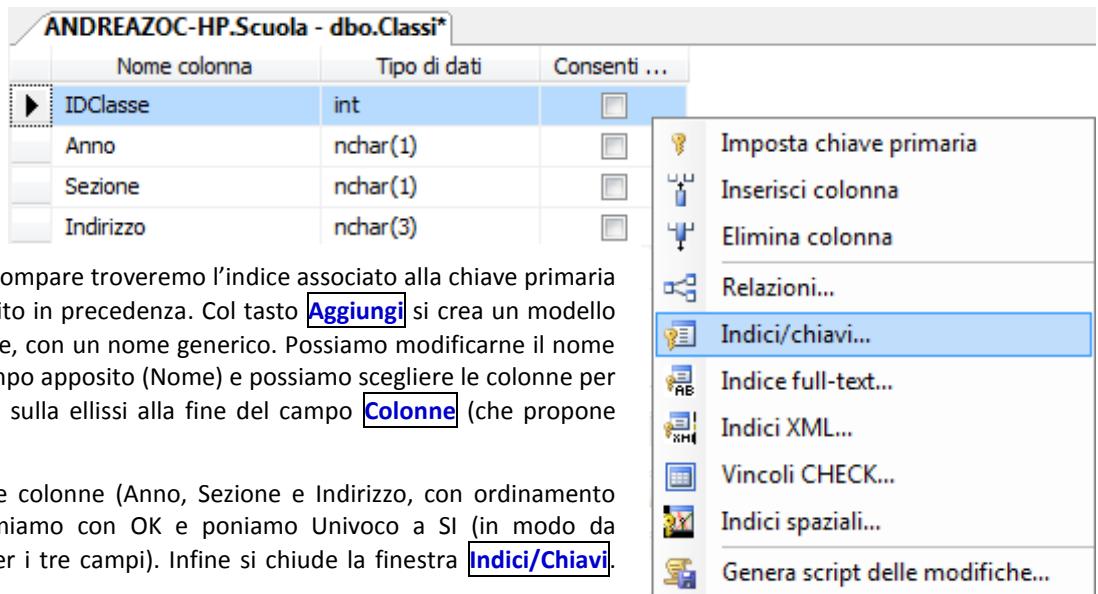 ANDREAZOC-HP.Scuola - dbo.Classi*
Nome colonna Tipo di dati Consenti ...
IDClasse int
Anno nchar(1)
Sezione nchar(1)
Indirizzo nchar(3)
ompare troveremo l'indice associato alla chiave primaria
ito in precedenza. Col tasto Aggiungi si crea un modello
e, con un nome generico. Possiamo modificarne il nome
npo apposito (Nome) e possiamo scegliere le colonne per
sulla ellissi alla fine del campo Colonne (che propone
e colonne (Anno, Sezione e Indirizzo, con ordinamento
niamo con OK e poniamo Univoco a SI (in modo da
er i tre campi). Infine si chiude la finestra Indici/Chiavi.
Imposta chiave primaria
Inserisci colonna
Elimina colonna
Relazioni...
Indici/chiavi...
Indice full-text...
Indici XML...
Vincoli CHECK...
Indici spaziali...
Genera script delle modifiche...